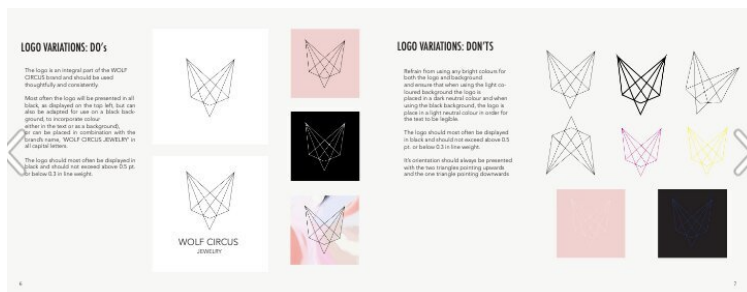 LOGO VARIATIONS: DO's
The logo is an integral part of the WOLF
CIRCUS brand and should be used
thoughtfully and consistently.
Most often the logo will be presented in all
black, as displayed on the top left, but can
also be adapted for use on a black back-
ground, to incorporate colour
either in the text or as a background),
or can be placed in combination with the
brands name, 'WOLF CIRCUS JEWELRY' in
all capital letters.
The logo should most often be displayed in
black and should not exceed above 0.5 pt.
or below 0.3 in line weight.
WOLF CIRCUS
JEWELRY
6
LOGO VARIATIONS: DON'TS
Refrain from using any bright colours for
both the logo and background
and ensure that when using the light co-
loured background the logo is
placed in a dark neutral colour and when
using the black background, the logo is
place in a light neutral colour in order for
the text to be legible.
The logo should most often be displayed
in black and should not exceed above 0.5
pt. or below 0.3 in line weight.
It's orientation should always be presented
with the two triangles pointing upwards
and the one triangle pointing downwards
7